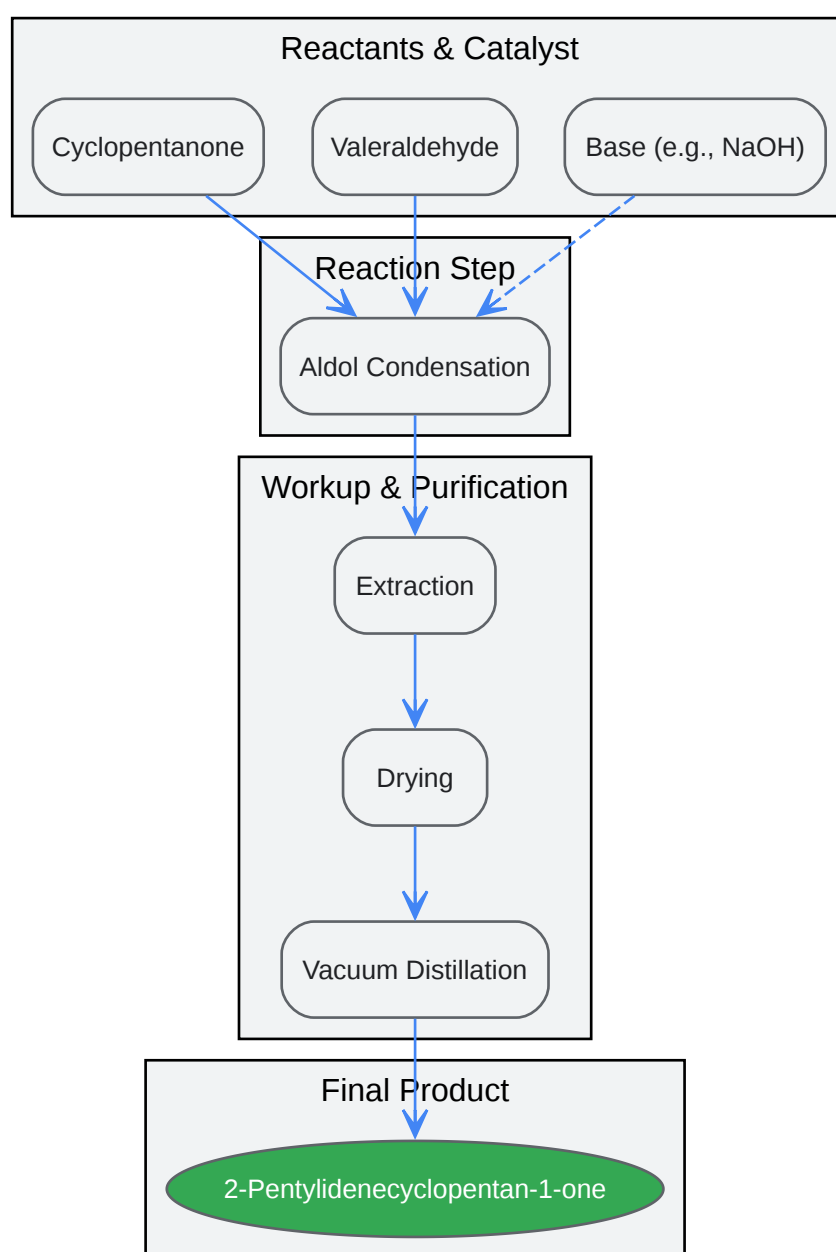 Reactants & Catalyst
Cyclopentanone
Valeraldehyde
Base (e.g., NaOH)
Reaction Step
Aldol Condensation
Workup & Purification
Extraction
Drying
Vacuum Distillation
Final Product
2-Pentylidenecyclopentan-1-one